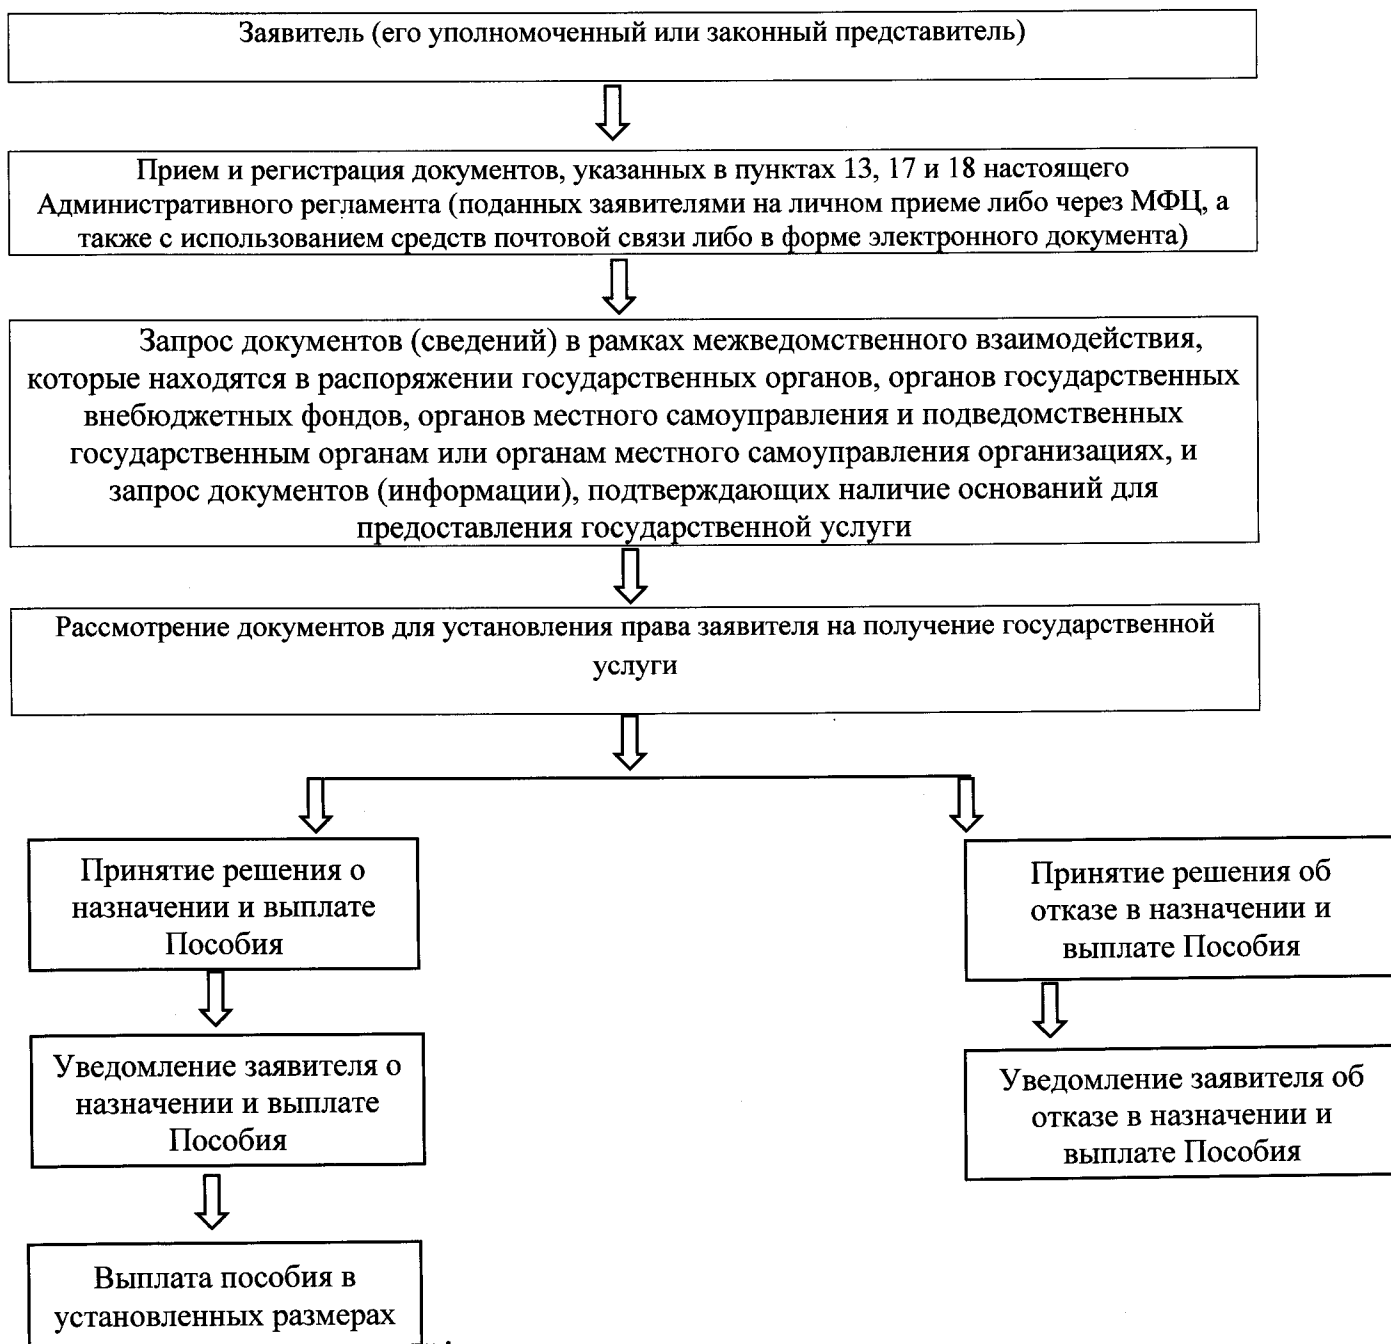 Заявитель (его уполномоченный или законный представитель)
Прием и регистрация документов, указанных в пунктах 13, 17 и 18 настоящего
Административного регламента (поданных заявителями на личном приеме либо через МФЦ, а
также с использованием средств почтовой связи либо в форме электронного документа)
Запрос документов (сведений) в рамках межведомственного взаимодействия,
которые находятся в распоряжении государственных органов, органов государственных
внебюджетных фондов, органов местного самоуправления и подведомственных
государственным органам или органам местного самоуправления организациях, и
запрос документов (информации), подтверждающих наличие оснований для
предоставления государственной услуги
Рассмотрение документов для установления права заявителя на получение государственной
услуги
Принятие решения о
назначении и выплате
Пособия
Принятие решения об
отказе в назначении и
выплате Пособия
Уведомление заявителя о
назначении и выплате
Пособия
Уведомление заявителя об
отказе в назначении и
выплате Пособия
Выплата пособия в
установленных размерах